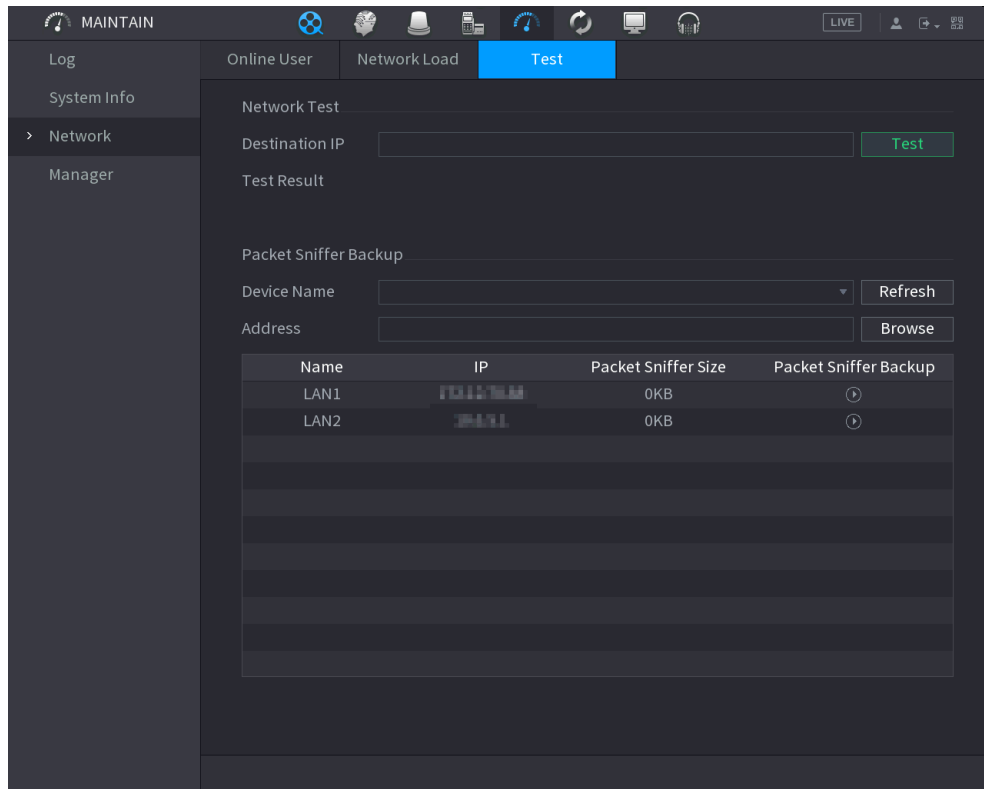 MAINTAIN LIVE
Log
System Info
Network
Manager
Online User Network Load Test
Network Test
Destination IP Test
Test Result
Packet Sniffer Backup
Device Name Refresh
Address Browse
Name IP Packet Sniffer Size Packet Sniffer Backup
LAN1 0KB
LAN2 0KB